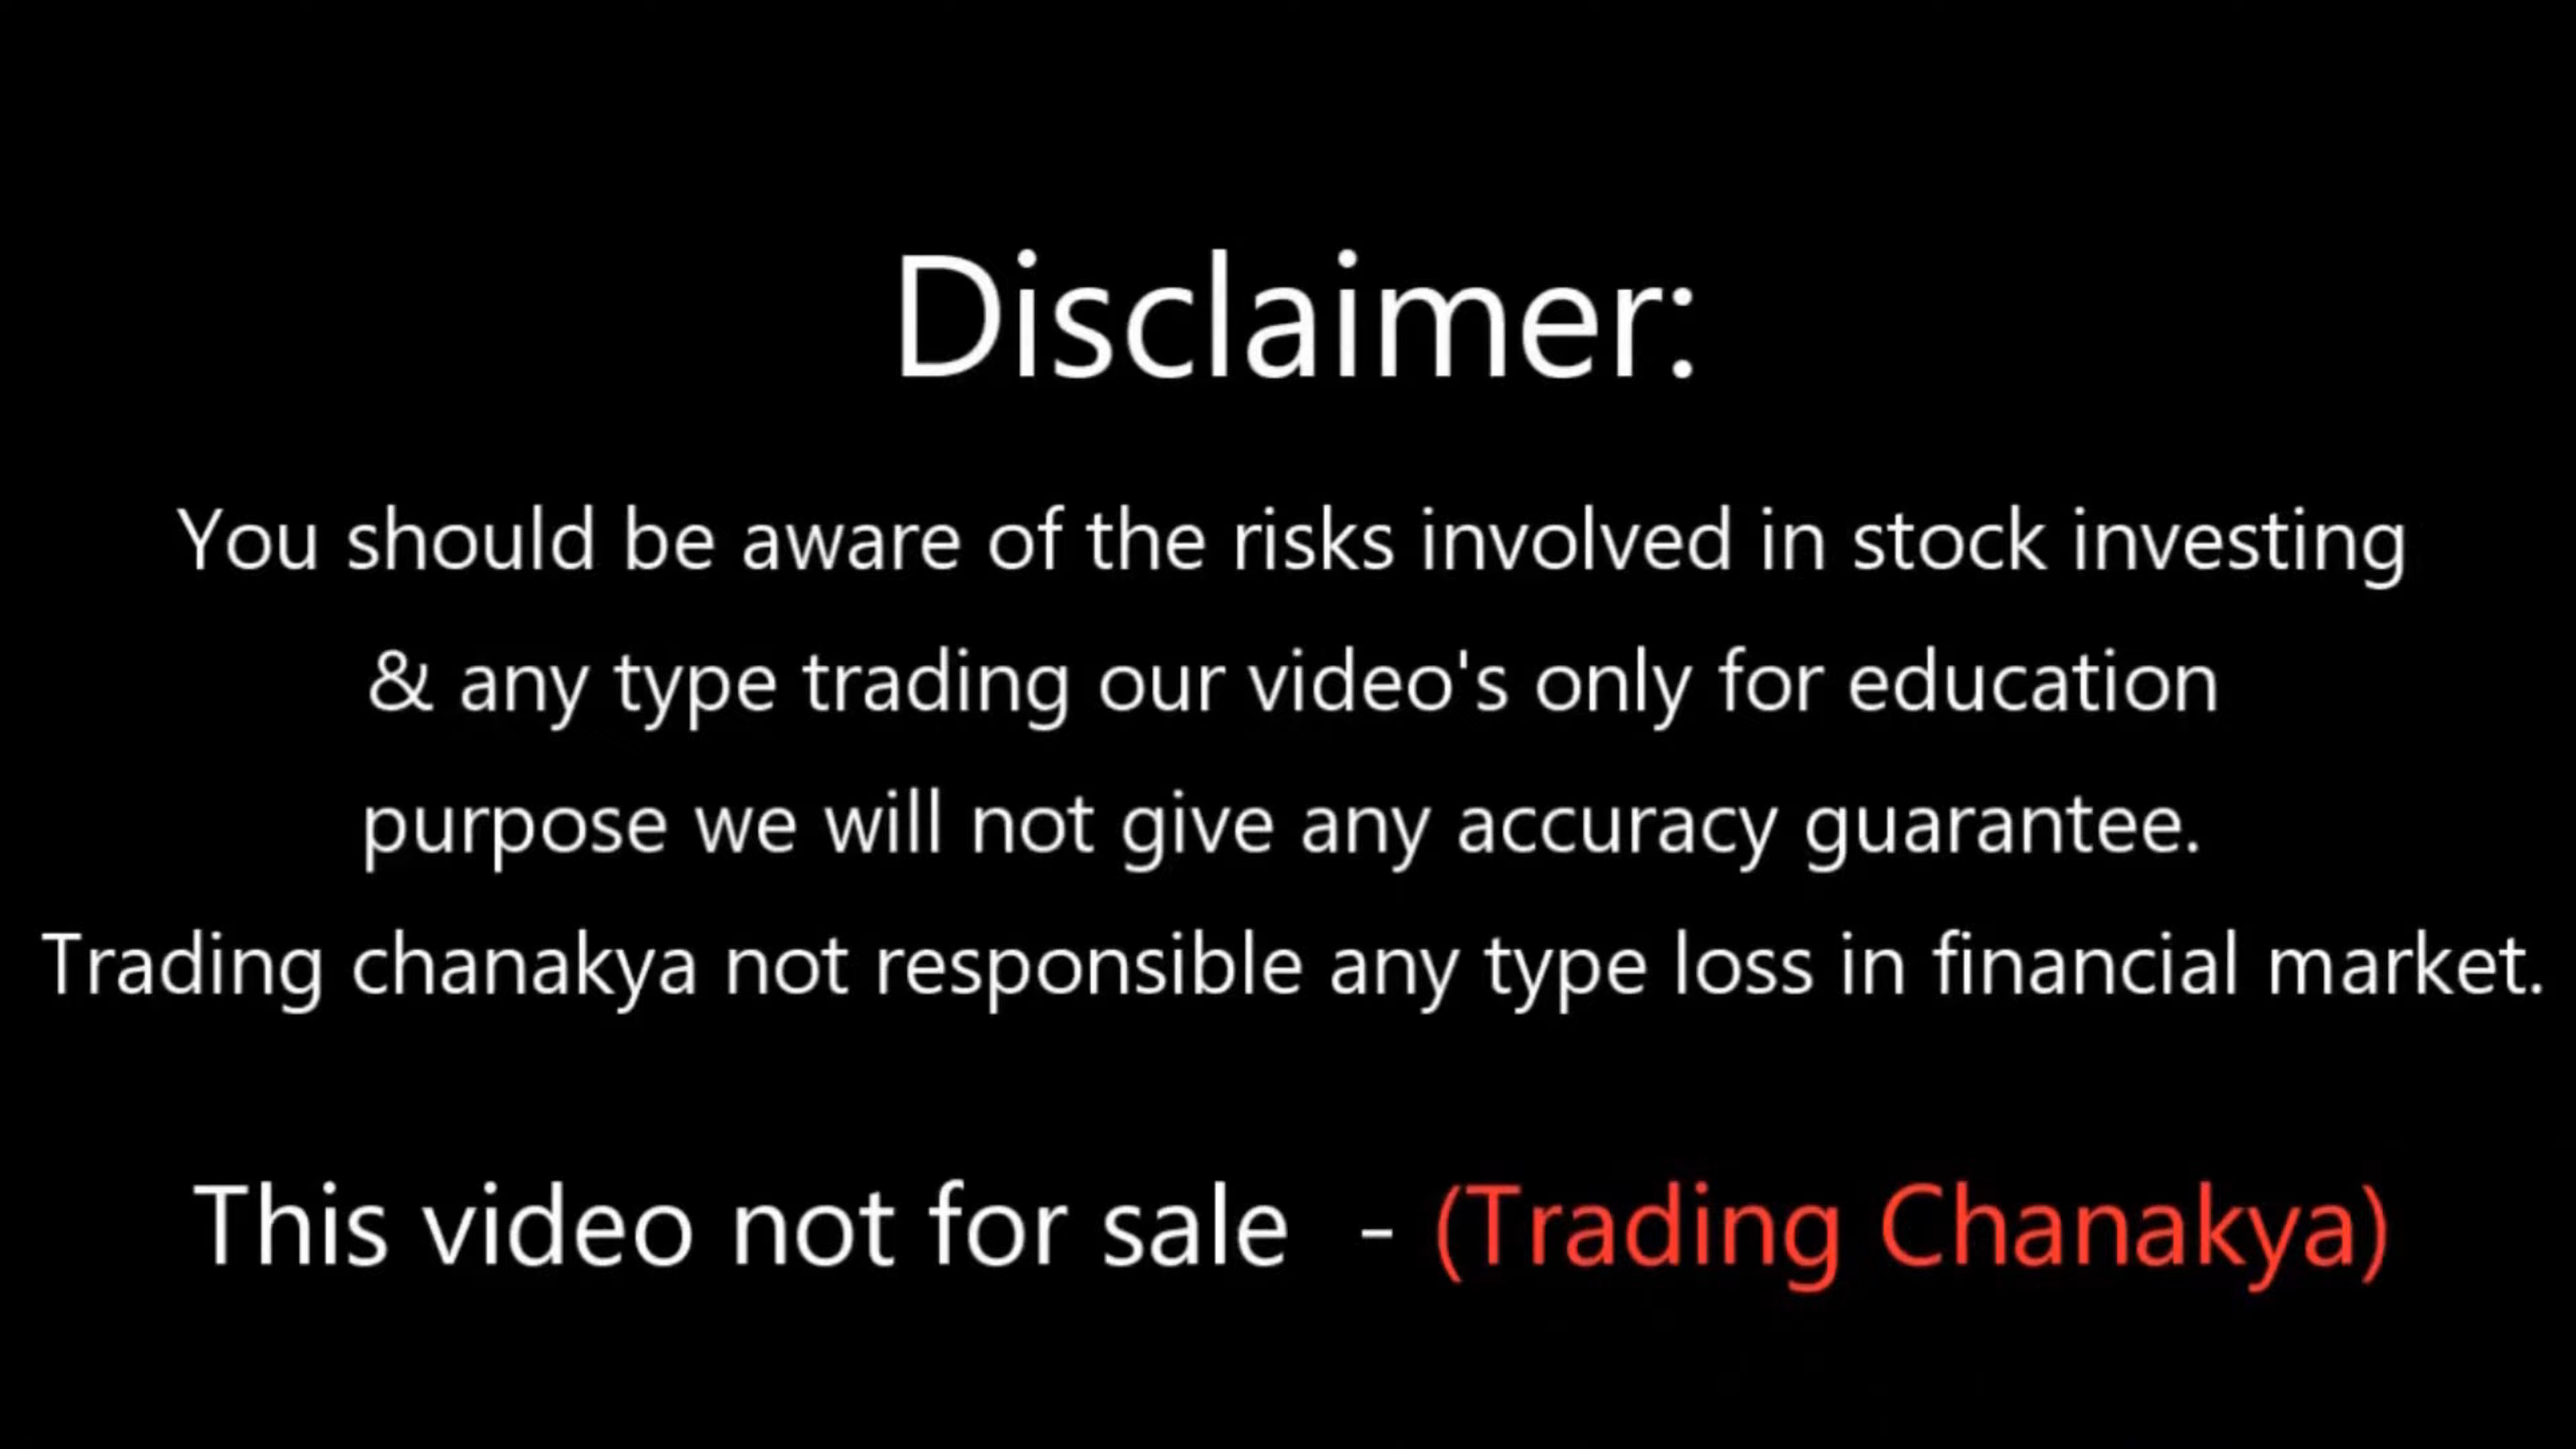 Disclaimer:
You should be aware of the risks involved in stock investing
& any type trading our video's only for education
purpose we will not give any accuracy guarantee.
Trading chanakya not responsible any type loss in financial market.
This video not for sale - (Trading Chanakya)